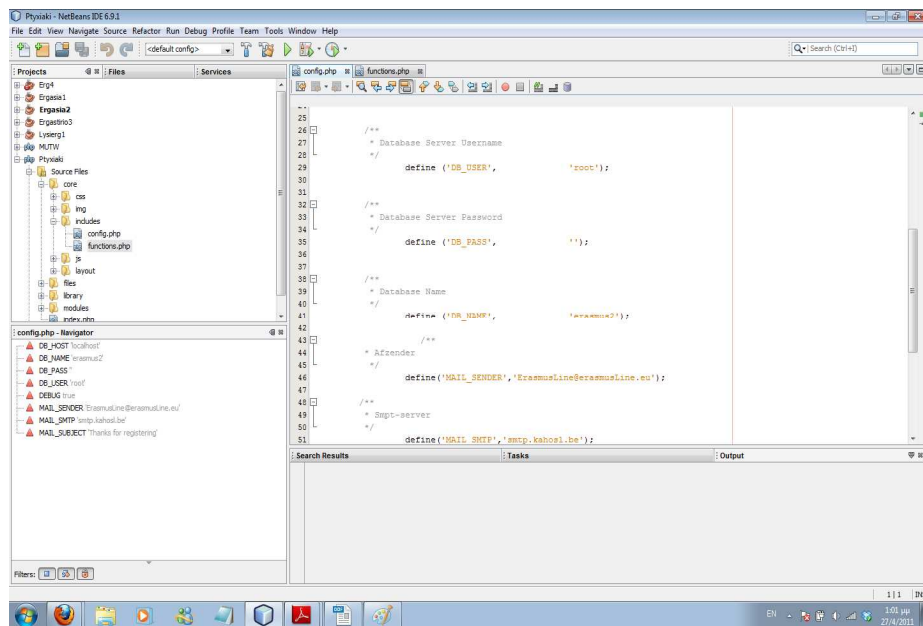 Ptyxiaki - NetBeans IDE 6.9.1
File Edit View Navigate Source Refactor Run Debug Profile Team Tools Window Help
<default config>
Search (Ctrl+I)
Projects Files Services
config.php functions.php
Erg4
Ergasia1
Ergasia2
Ergastirio3
Lysierg1
MUTW
Ptyxiaki
Source Files
core
css
img
includes
config.php
functions.php
js
layout
files
library
modules
index.php
25
26 /**
27 * Database Server Username
28 */
29 define ('DB_USER', 'root');
30
31
32 /**
33 * Database Server Password
34 */
35 define ('DB_PASS', '');
36
37
38 /**
39 * Database Name
40 */
41 define ('DB_NAME', 'erasmus2');
42
43 /**
44 * Afzender
45 */
46 define('MAIL_SENDER','ErasmusLine@erasmusLine.eu');
47
48 /**
49 * Smpt-server
50 */
51 define('MAIL_SMTP','smtp.kahosl.be');
config.php - Navigator
DB_HOST 'localhost'
DB_NAME 'erasmus2'
DB_PASS ''
DB_USER 'root'
DEBUG true
MAIL_SENDER 'ErasmusLine@erasmusLine.eu'
MAIL_SMTP 'smtp.kahosl.be'
MAIL_SUBJECT 'Thanks for registering'
Search Results Tasks Output
Filters:
1|1 IN
EN 1:01 μμ
27/4/2011